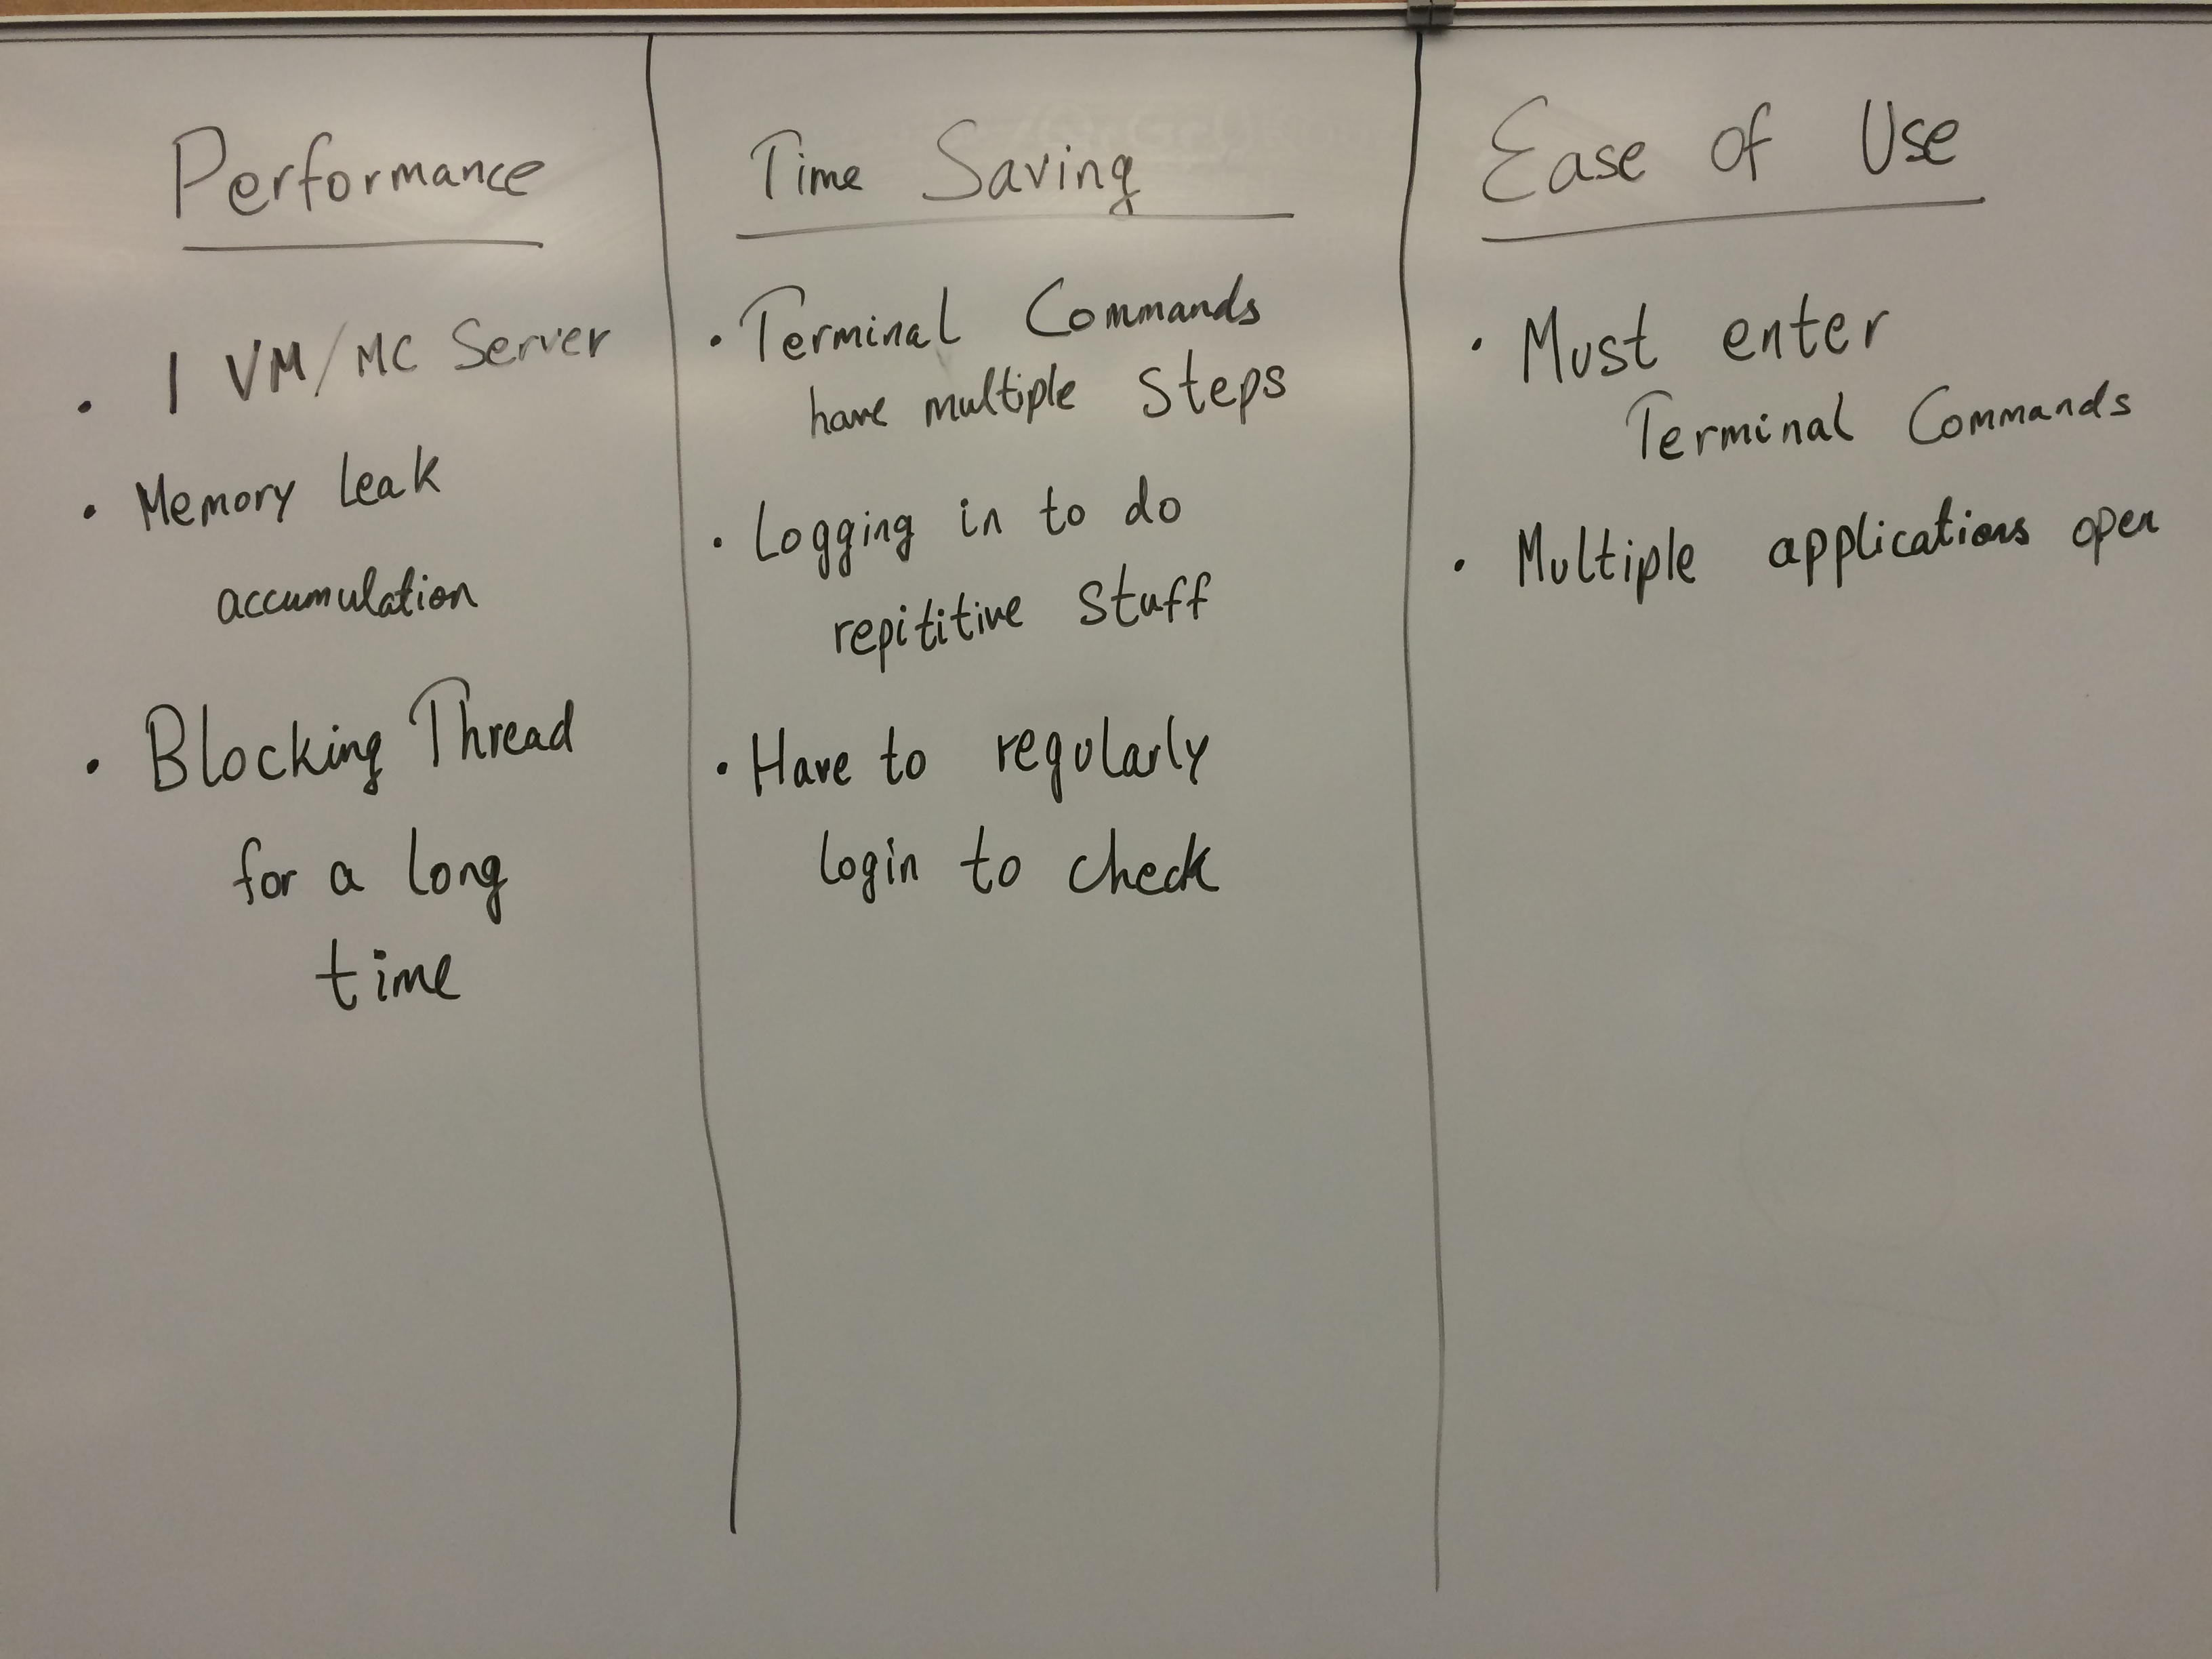 Performance
• 1 VM/MC Server
• Memory Leak
accumulation
• Blocking Thread
for a long
time
Time Saving
• Terminal Commands
have multiple steps
• Logging in to do
repititive stuff
• Have to regularly
login to check
Ease of Use
• Must enter
Terminal Commands
• Multiple applications open